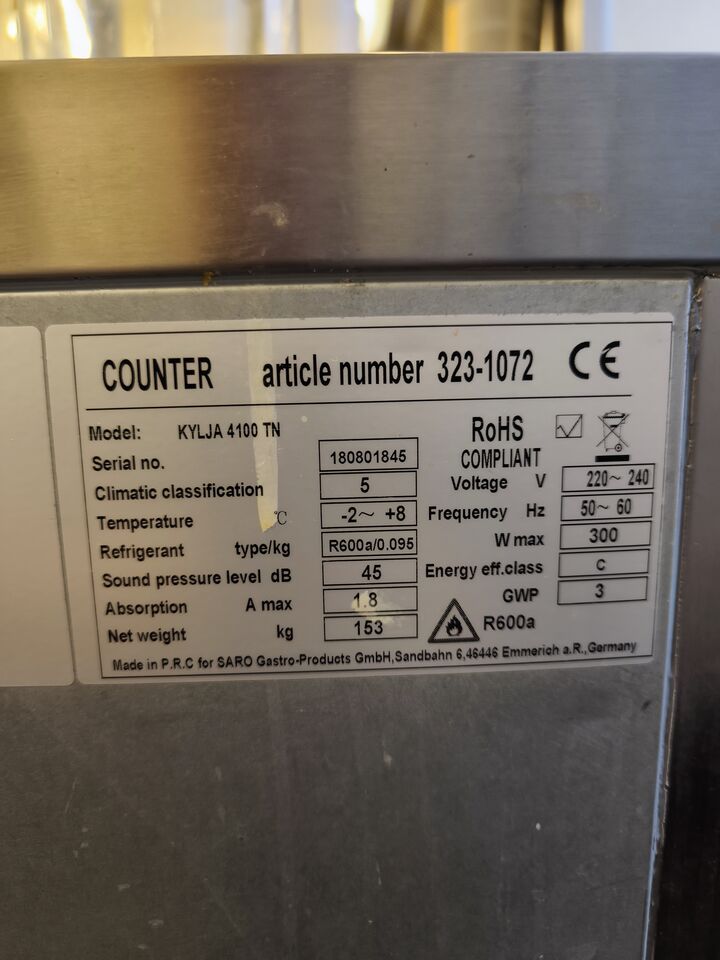 COUNTER article number 323-1072 CE
Model: KYLJA 4100 TN
RoHS
COMPLIANT
Serial no. 180801845
Climatic classification 5
Voltage V 220~ 240
Temperature ℃ -2~ +8
Frequency Hz 50~ 60
Refrigerant type/kg R600a/0.095
W max 300
Sound pressure level dB 45
Energy eff.class C
Absorption A max 1.8
GWP 3
Net weight kg 153
R600a
Made in P.R.C for SARO Gastro-Products GmbH,Sandbahn 6,46446 Emmerich a.R.,Germany